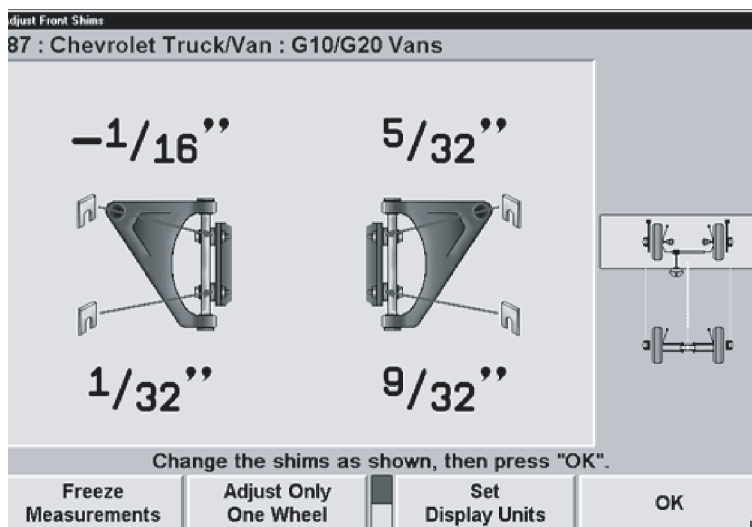 djust Front Shims
87 : Chevrolet Truck/Van : G10/G20 Vans
–1/16” 5/32”
1/32” 9/32”
Change the shims as shown, then press "OK".
Freeze Measurements
Adjust Only One Wheel
Set Display Units
OK